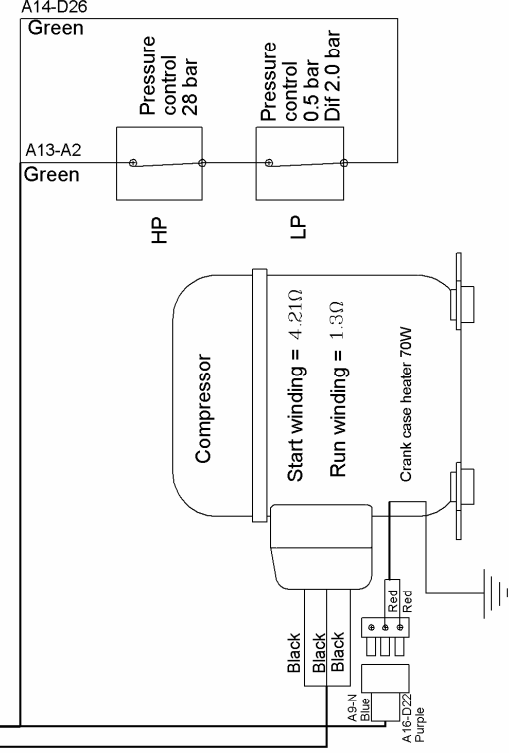 A14-D26
Green
Pressure
control
28 bar
Pressure
control
0.5 bar
Dif 2.0 bar
A13-A2
Green
HP
LP
Compressor
Start winding = 4.21Ω
Run winding = 1.3Ω
Crank case heater 70W
Black
Black
Black
Red
Red
A9-N
Blue
A16-D22
Purple